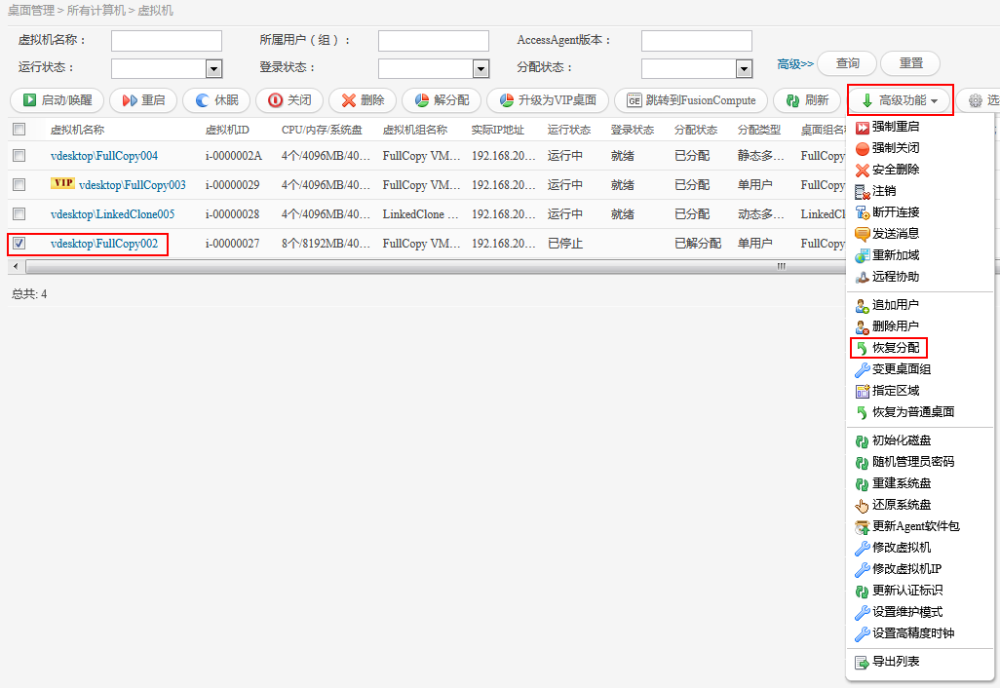 桌面管理 > 所有计算机 > 虚拟机
虚拟机名称： 所属用户（组）： AccessAgent版本：
运行状态： 登录状态： 分配状态： 高级>> 查询 重置
启动/唤醒 重启 休眠 关闭 删除 解分配 升级为VIP桌面 跳转到FusionCompute 刷新 高级功能 选
虚拟机名称 虚拟机ID CPU/内存/系统盘 虚拟机组名称 实际IP地址 运行状态 登录状态 分配状态 分配类型 桌面组名
vdesktop\FullCopy004 i-0000002A 4个/4096MB/40... FullCopy VM... 192.168.20... 运行中 就绪 已分配 静态多... FullCopy
VIP vdesktop\FullCopy003 i-00000029 4个/4096MB/40... FullCopy VM... 192.168.20... 运行中 就绪 已分配 单用户 FullCopy
vdesktop\LinkedClone005 i-00000028 4个/4096MB/40... LinkedClone ... 192.168.20... 运行中 就绪 已分配 动态多... LinkedCl
vdesktop\FullCopy002 i-00000027 8个/8192MB/40... FullCopy VM... 192.168.20... 已停止 已解分配 单用户 FullCopy
总共: 4
强制重启
强制关闭
安全删除
注销
断开连接
发送消息
重新加域
远程协助
追加用户
删除用户
恢复分配
变更桌面组
指定区域
恢复为普通桌面
初始化磁盘
随机管理员密码
重建系统盘
还原系统盘
更新Agent软件包
修改虚拟机
修改虚拟机IP
更新认证标识
设置维护模式
设置高精度时钟
导出列表